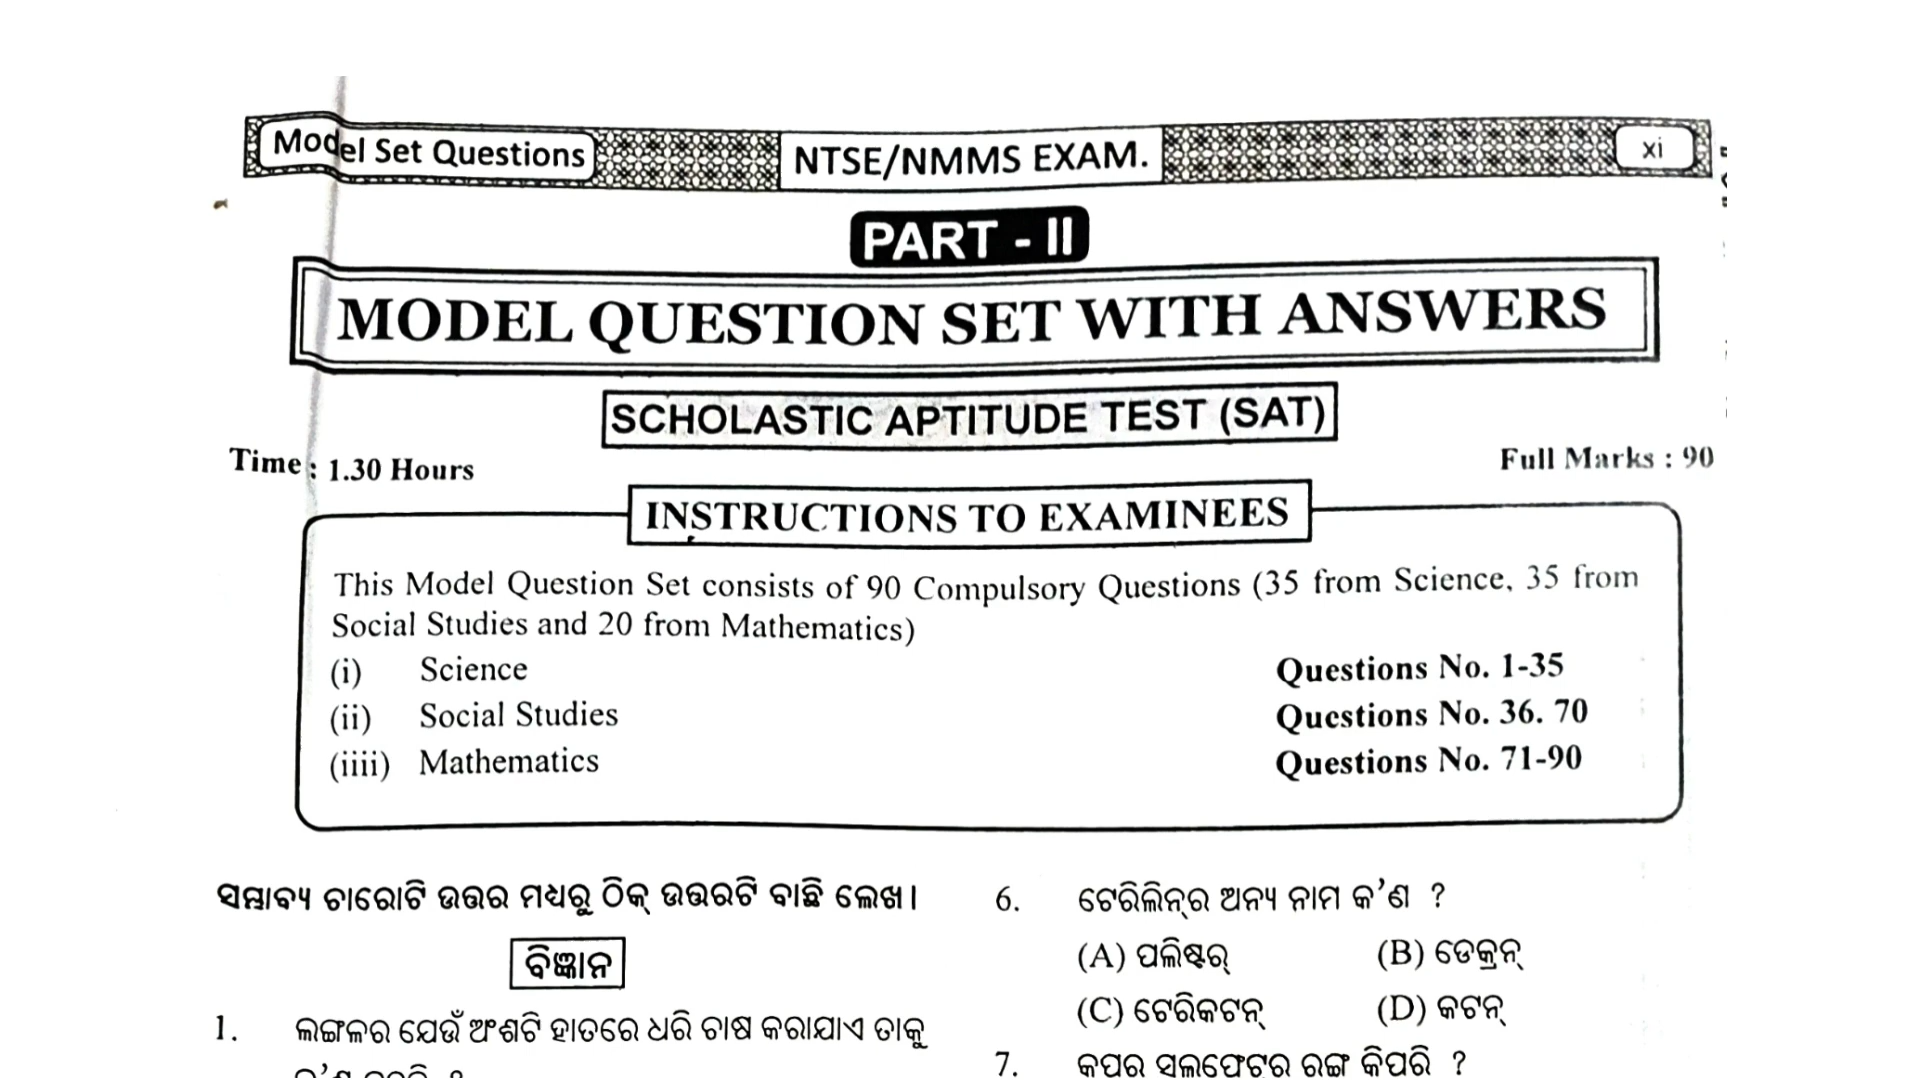 Model Set Questions
NTSE/NMMS EXAM.
xi
PART - II
MODEL QUESTION SET WITH ANSWERS
SCHOLASTIC APTITUDE TEST (SAT)
Time : 1.30 Hours
Full Marks : 90
INSTRUCTIONS TO EXAMINEES
This Model Question Set consists of 90 Compulsory Questions (35 from Science, 35 from
Social Studies and 20 from Mathematics)
(i) Science Questions No. 1-35
(ii) Social Studies Questions No. 36. 70
(iiii) Mathematics Questions No. 71-90
ସମ୍ଭାବ୍ୟ ଚାରୋଟି ଉତ୍ତର ମଧ୍ୟରୁ ଠିକ୍ ଉତ୍ତରଟି ବାଛି ଲେଖ।
ବିଜ୍ଞାନ
1. ଲଙ୍ଗଳର ଯେଉଁ ଅଂଶଟି ହାତରେ ଧରି ଚାଷ କରାଯାଏ ତାକୁ
6. ଟେରିଲିନ୍‌ର ଅନ୍ୟ ନାମ କ'ଣ ?
(A) ପଲିଷ୍ଟର୍ (B) ଡେକ୍ରନ୍
(C) ଟେରିକଟନ୍ (D) କଟନ୍
7. କପର ସଲଫେଟର ରଙ୍ଗ କିପରି ?